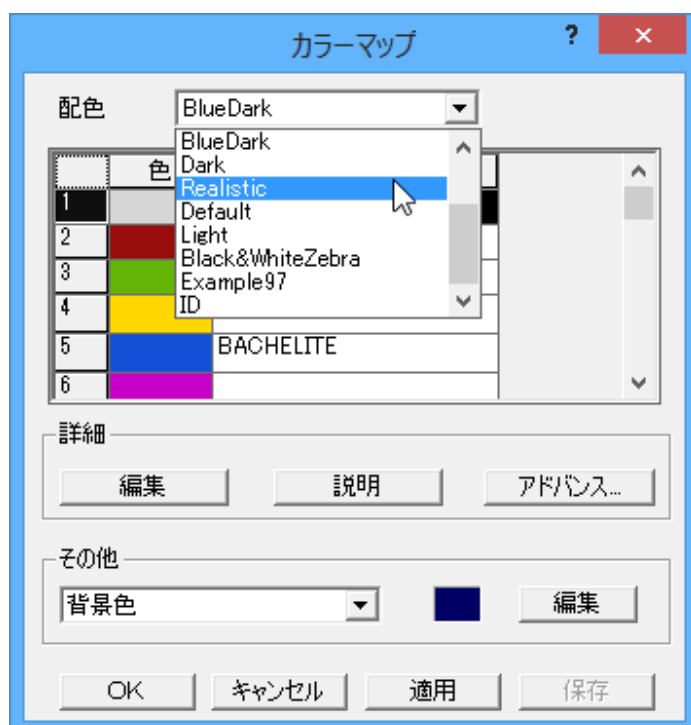 カラーマップ ?
配色 BlueDark
BlueDark
Dark
Realistic
Default
Light
Black&WhiteZebra
Example97
ID
色
1
2
3
4
5 BACHELITE
6
詳細
編集 説明 アドバンス...
その他
背景色 編集
OK キャンセル 適用 保存